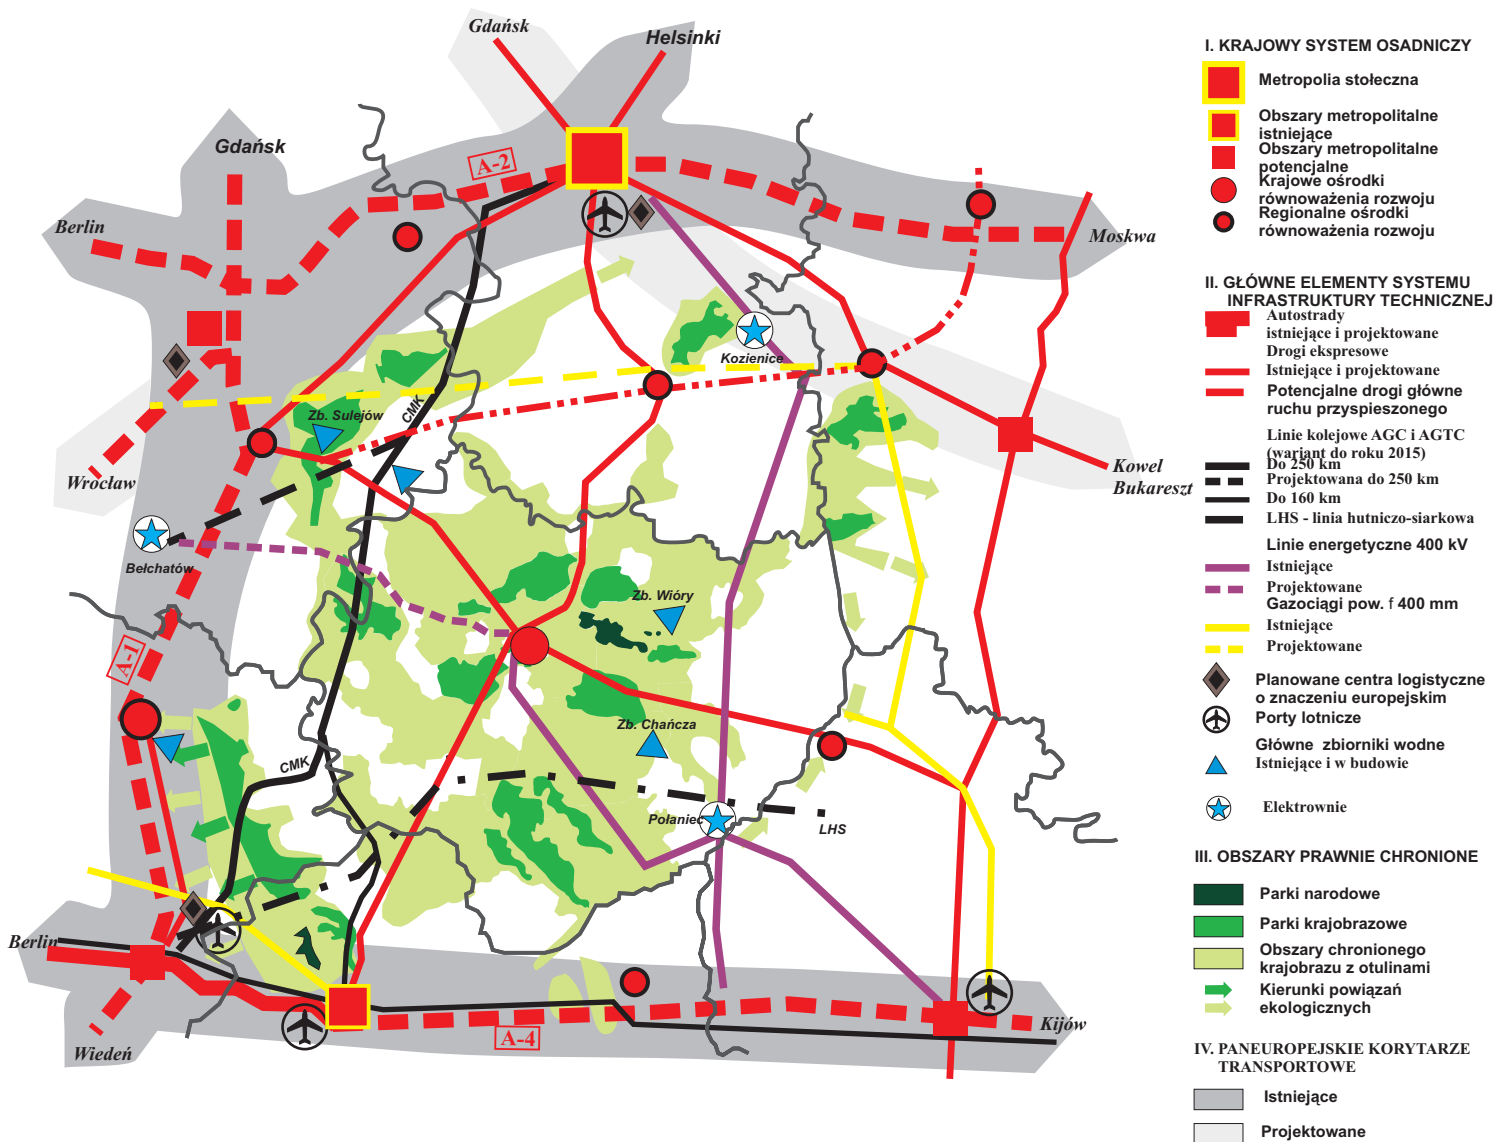 Gdańsk
Helsinki
Gdańsk
A-2
Berlin
Moskwa
Kozienice
Zb. Sulejów
CMK
Wrocław
Kowel
Bukareszt
Bełchatów
Zb. Wióry
A-1
Zb. Chańcza
CMK
Połaniec
LHS
Berlin
Wiedeń
A-4
Kijów
I. KRAJOWY SYSTEM OSADNICZY
Metropolia stołeczna
Obszary metropolitalne
istniejące
Obszary metropolitalne
potencjalne
Krajowe ośrodki
równoważenia rozwoju
Regionalne ośrodki
równoważenia rozwoju
II. GŁÓWNE ELEMENTY SYSTEMU
INFRASTRUKTURY TECHNICZNEJ
Autostrady
istniejące i projektowane
Drogi ekspresowe
Istniejące i projektowane
Potencjalne drogi główne
ruchu przyspieszonego
Linie kolejowe AGC i AGTC
(wariant do roku 2015)
Do 250 km
Projektowana do 250 km
Do 160 km
LHS - linia hutniczo-siarkowa
Linie energetyczne 400 kV
Istniejące
Projektowane
Gazociągi pow. f 400 mm
Istniejące
Projektowane
Planowane centra logistyczne
o znaczeniu europejskim
Porty lotnicze
Główne zbiorniki wodne
Istniejące i w budowie
Elektrownie
III. OBSZARY PRAWNIE CHRONIONE
Parki narodowe
Parki krajobrazowe
Obszary chronionego
krajobrazu z otulinami
Kierunki powiązań
ekologicznych
IV. PANEUROPEJSKIE KORYTARZE
TRANSPORTOWE
Istniejące
Projektowane